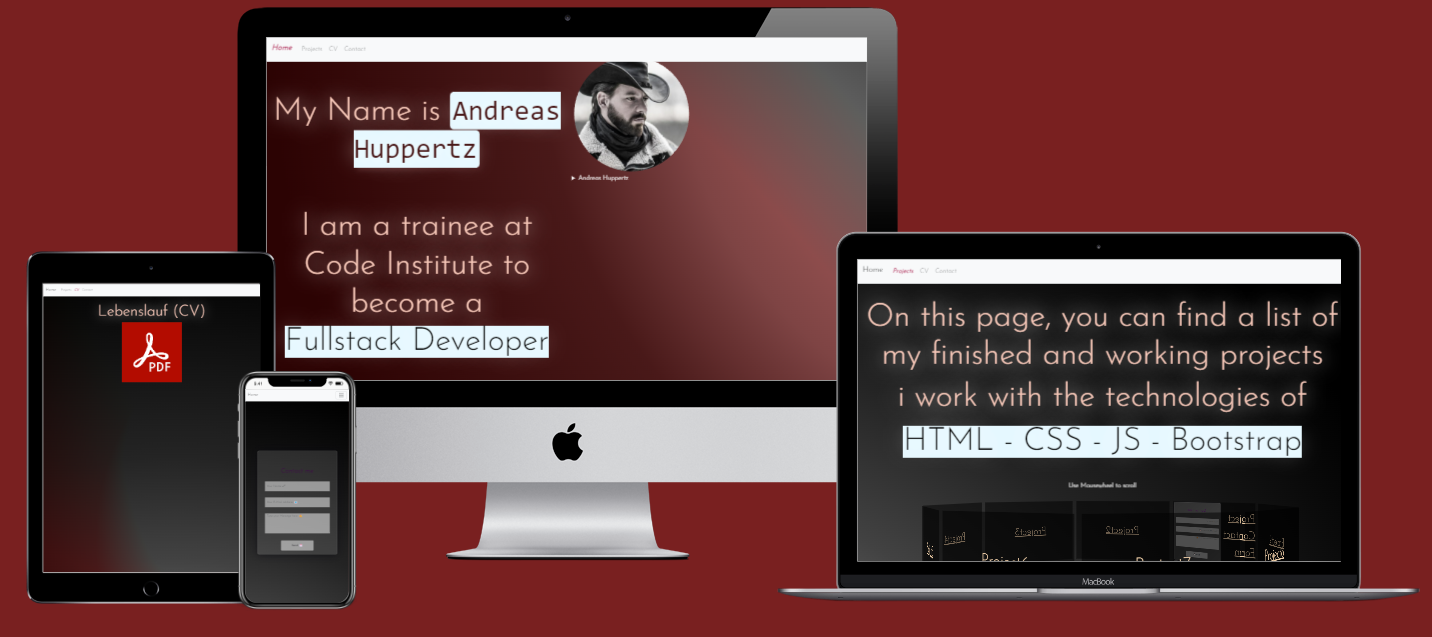 Home Projects CV Contact
My Name is Andreas
Huppertz
Andreas Huppertz
I am a trainee at
Code Institute to
become a
Fullstack Developer
Lebenslauf (CV)
PDF
Home Projects CV Contact
On this page, you can find a list of
my finished and working projects
i work with the technologies of
HTML - CSS - JS - Bootstrap
Use Mousewheel to scroll
Project3
Project2
Project
Contact
Form
MacBook